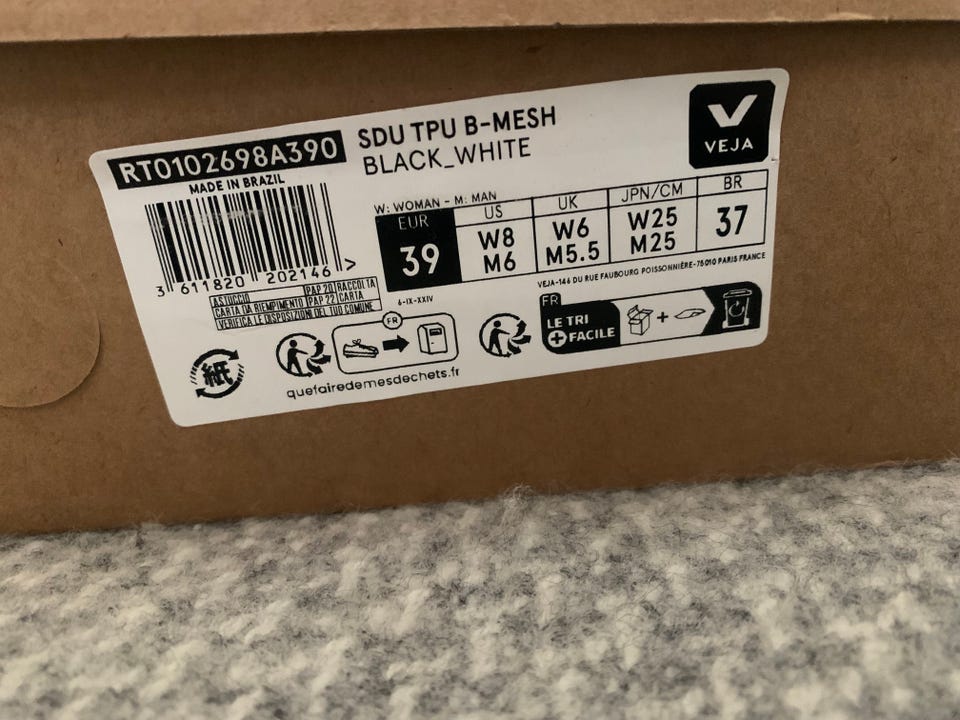 RT0102698A390
MADE IN BRAZIL
3 611820 202146 >
SDU TPU B-MESH
BLACK_WHITE
VEJA
W: WOMAN - M: MAN
EUR US UK JPN/CM BR
39 W8 W6 W25 37
M6 M5.5 M25
ASTUCCIO PAP 20 RACCOLTA
CARTA DA RIEMPIMENTO PAP 22 CARTA
VERIFICA LE DISPOSIZIONI DEL TUO COMUNE
6-IX-XXIV
VEJA-146 DU RUE FAUBOURG POISSONNIÈRE-75010 PARIS FRANCE
紙
FR
quefairedemesdechets.fr
FR
LE TRI
+ FACILE
+